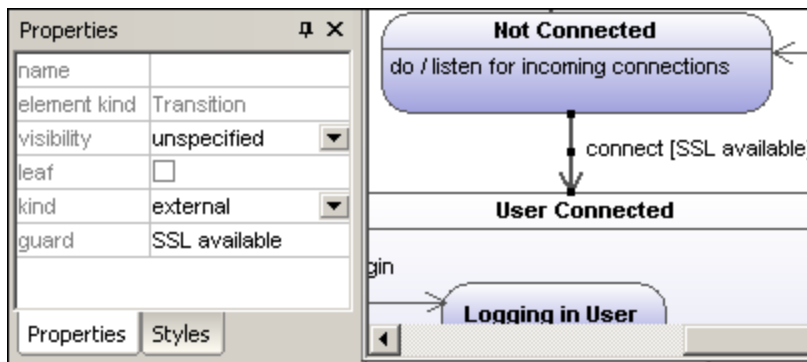 Properties
name
element kind Transition
visibility unspecified
leaf
kind external
guard SSL available
Properties Styles
Not Connected
do / listen for incoming connections
connect [SSL available]
User Connected
Logging in User